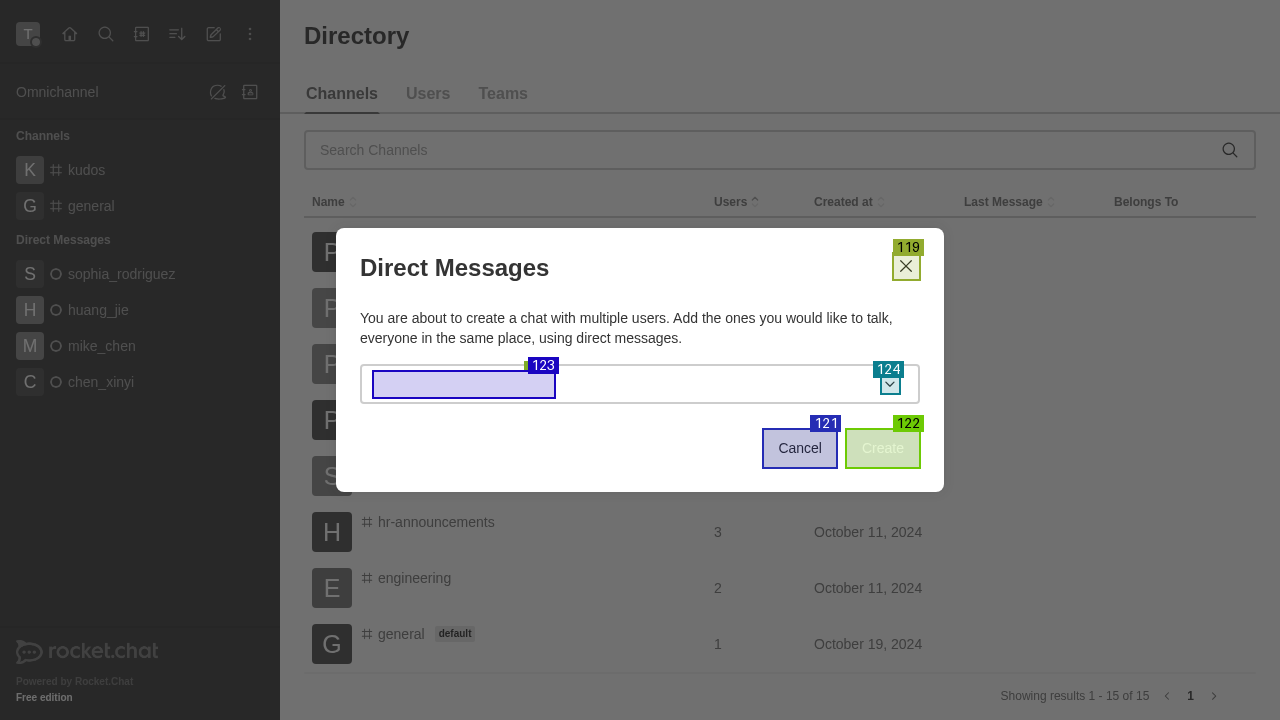 T
Directory
Omnichannel
Channels Users Teams
Channels
Search Channels
K kudos
G general
Name Users Created at Last Message Belongs To
Direct Messages
S sophia_rodriguez
H huang_jie
M mike_chen
C chen_xinyi
P
P
P
P
S
119
Direct Messages
You are about to create a chat with multiple users. Add the ones you would like to talk,
everyone in the same place, using direct messages.
123
124
121
122
Cancel
Create
H hr-announcements 3 October 11, 2024
E engineering 2 October 11, 2024
G general default 1 October 19, 2024
rocket.chat
Powered by Rocket.Chat
Free edition
Showing results 1 - 15 of 15 1